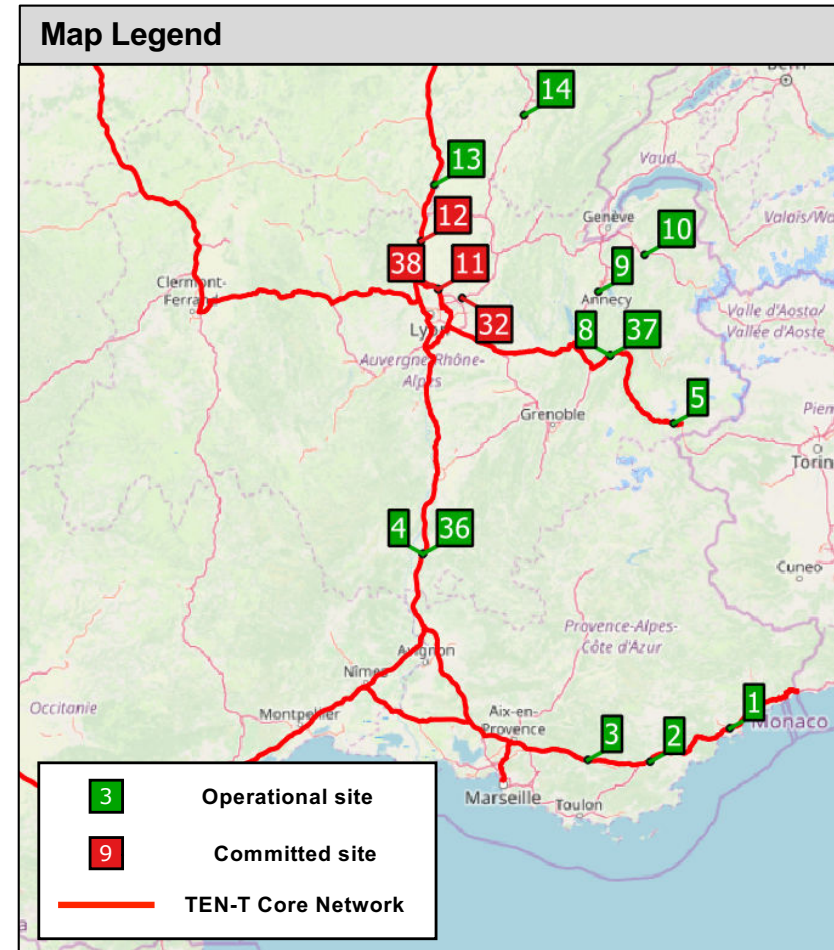 Map Legend
14
Bern
13
Vaud
12
Genève
Valais/Wa
10
38
11
9
Clermont-
Ferrand
Annecy
Valle d'Aosta/
Vallée d'Aoste
32
8
37
Lyon
Auvergne-Rhône-
Alpes
5
Piem
Grenoble
Torin
4
36
Cuneo
Provence-Alpes-
Côte d'Azur
Avignon
Nîmes
Occitanie
1
Montpellier
Aix-en-
Provence
Monaco
3
2
Marseille
Toulon
3 Operational site
9 Committed site
TEN-T Core Network
a